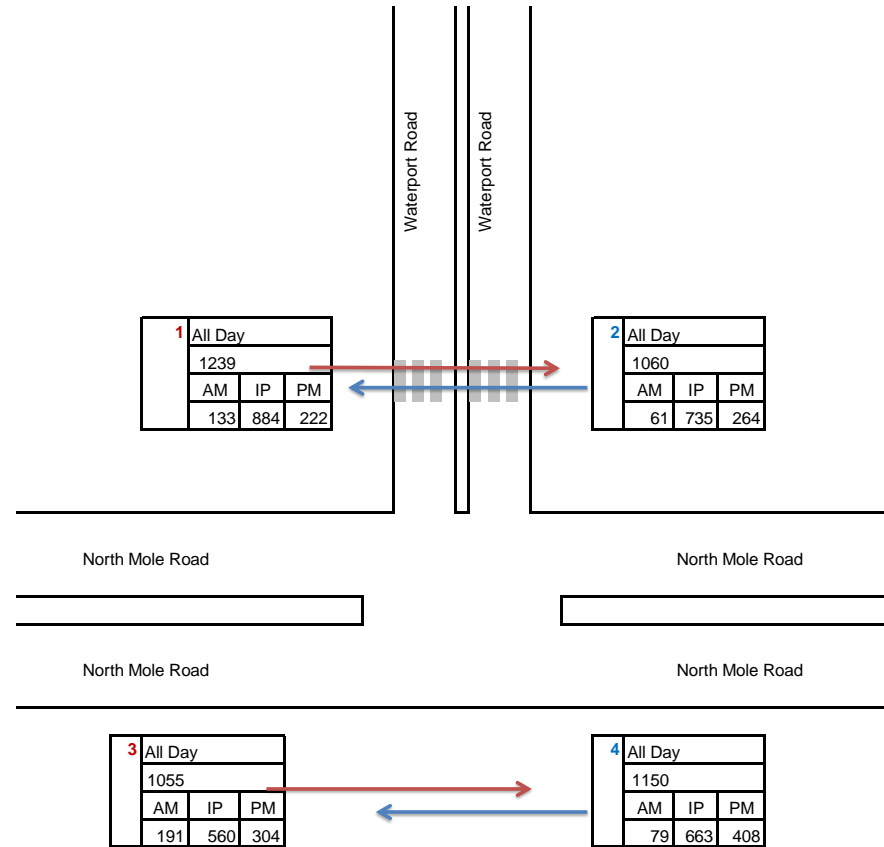 Waterport Road
Waterport Road
1 All Day
1239
AM IP PM
133 884 222
2 All Day
1060
AM IP PM
61 735 264
North Mole Road
North Mole Road
North Mole Road
North Mole Road
3 All Day
1055
AM IP PM
191 560 304
4 All Day
1150
AM IP PM
79 663 408